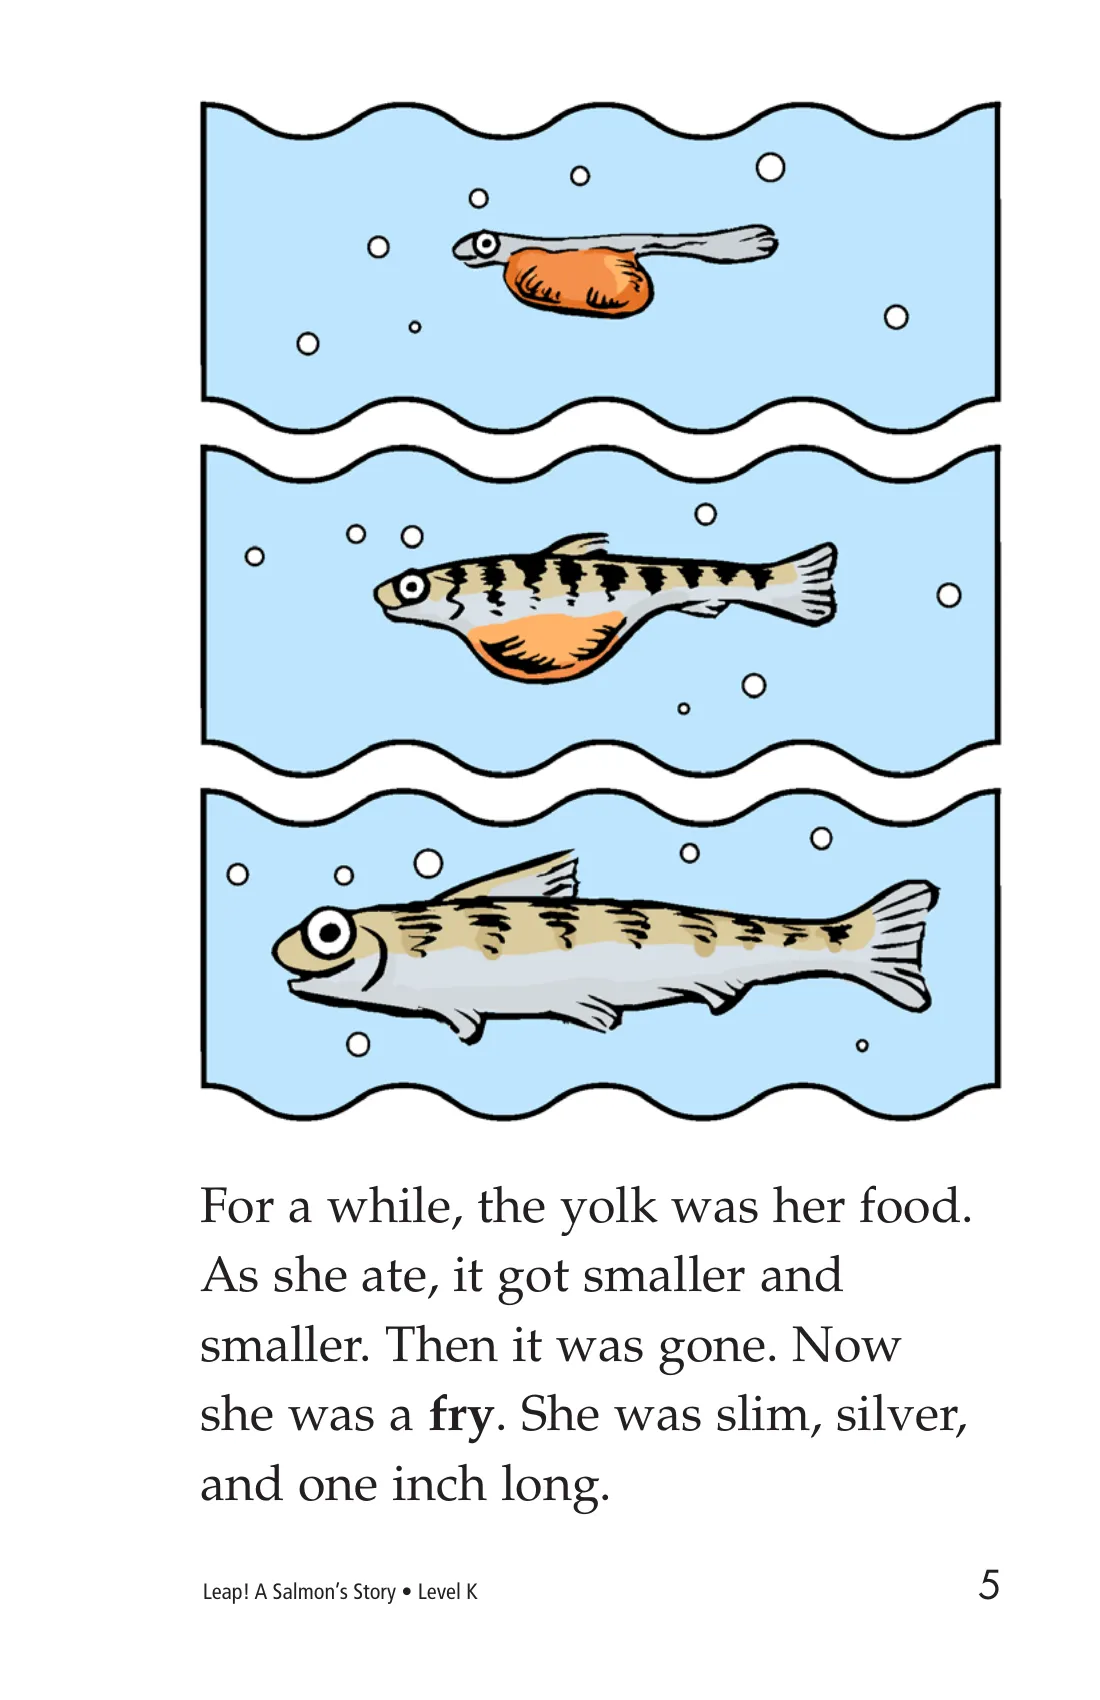 For a while, the yolk was her food.
As she ate, it got smaller and
smaller. Then it was gone. Now
she was a fry. She was slim, silver,
and one inch long.
Leap! A Salmon’s Story • Level K
5